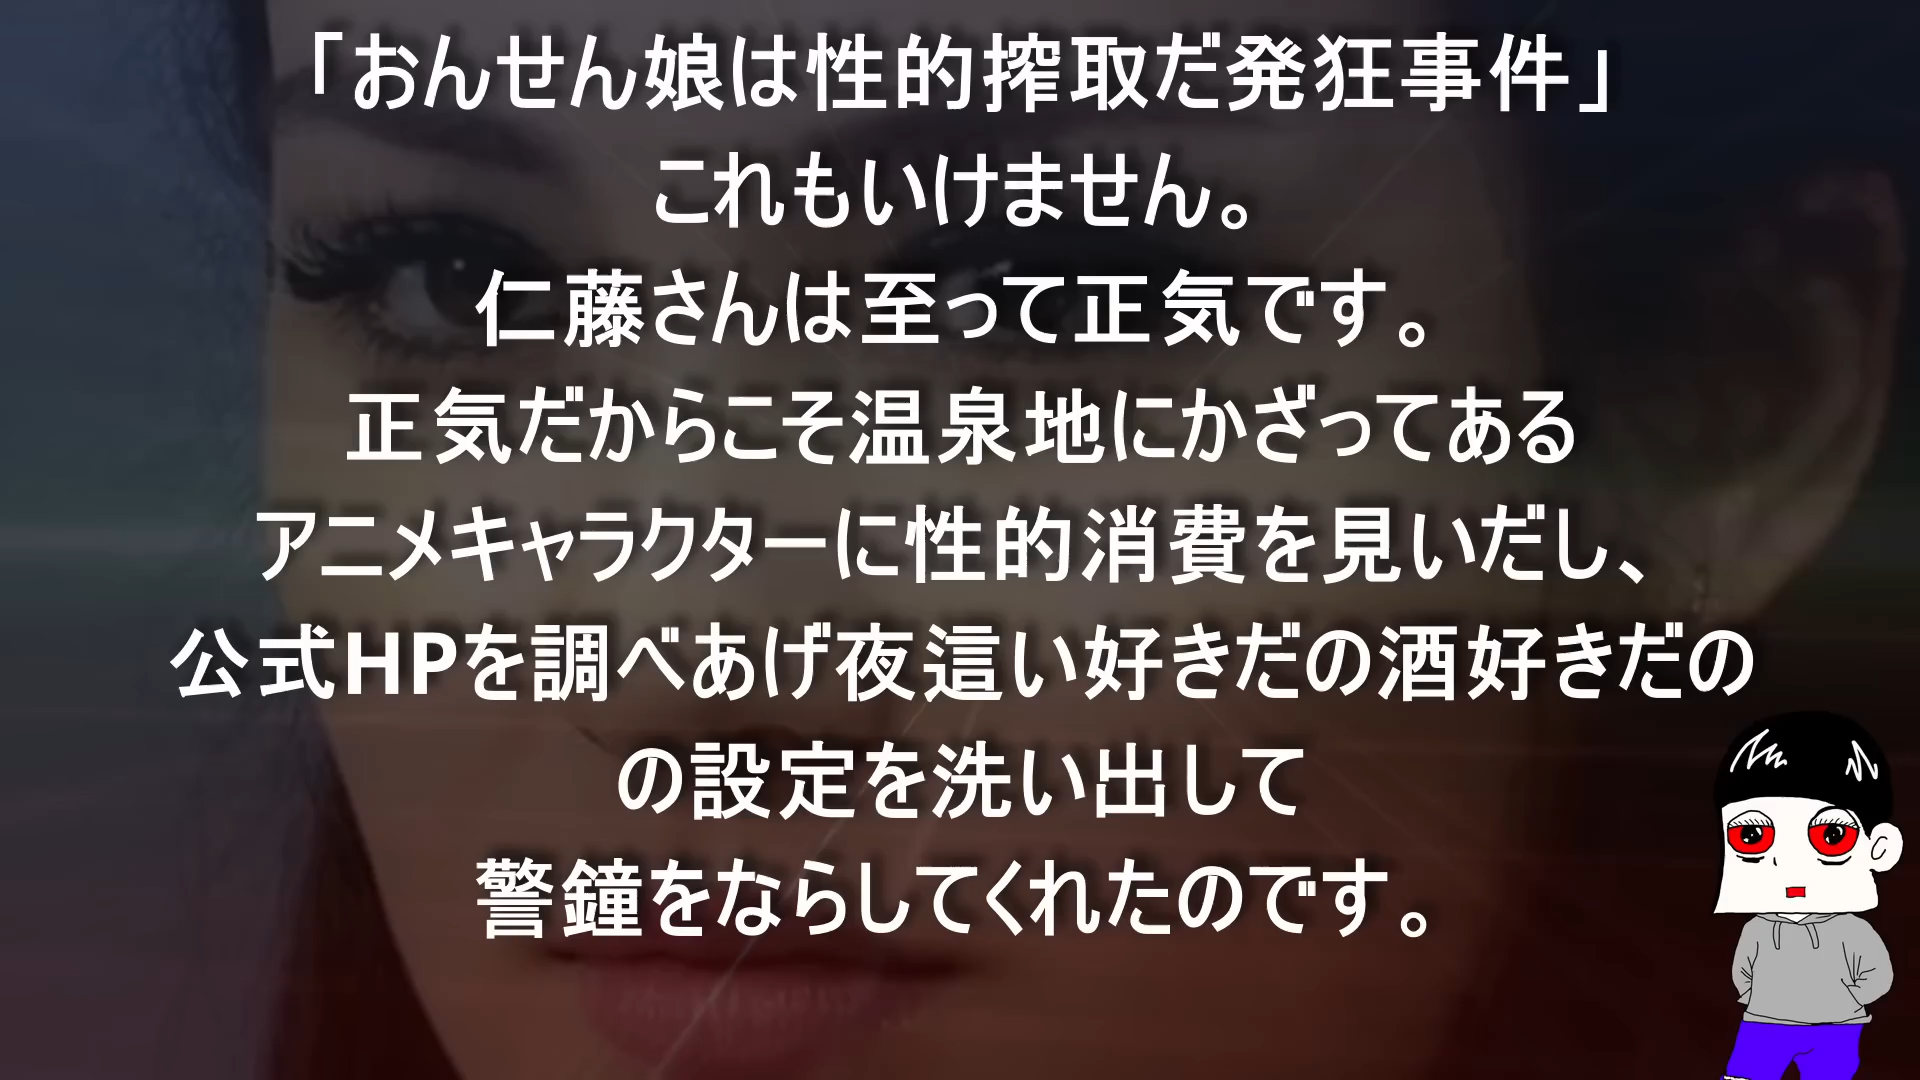 「おんせん娘は性的搾取だ発狂事件」
これもいけません。
仁藤さんは至って正気です。
正気だからこそ温泉地にかざってある
アニメキャラクターに性的消費を見いだし、
公式HPを調べあげ夜這い好きだの酒好きだの
の設定を洗い出して
警鐘をならしてくれたのです。